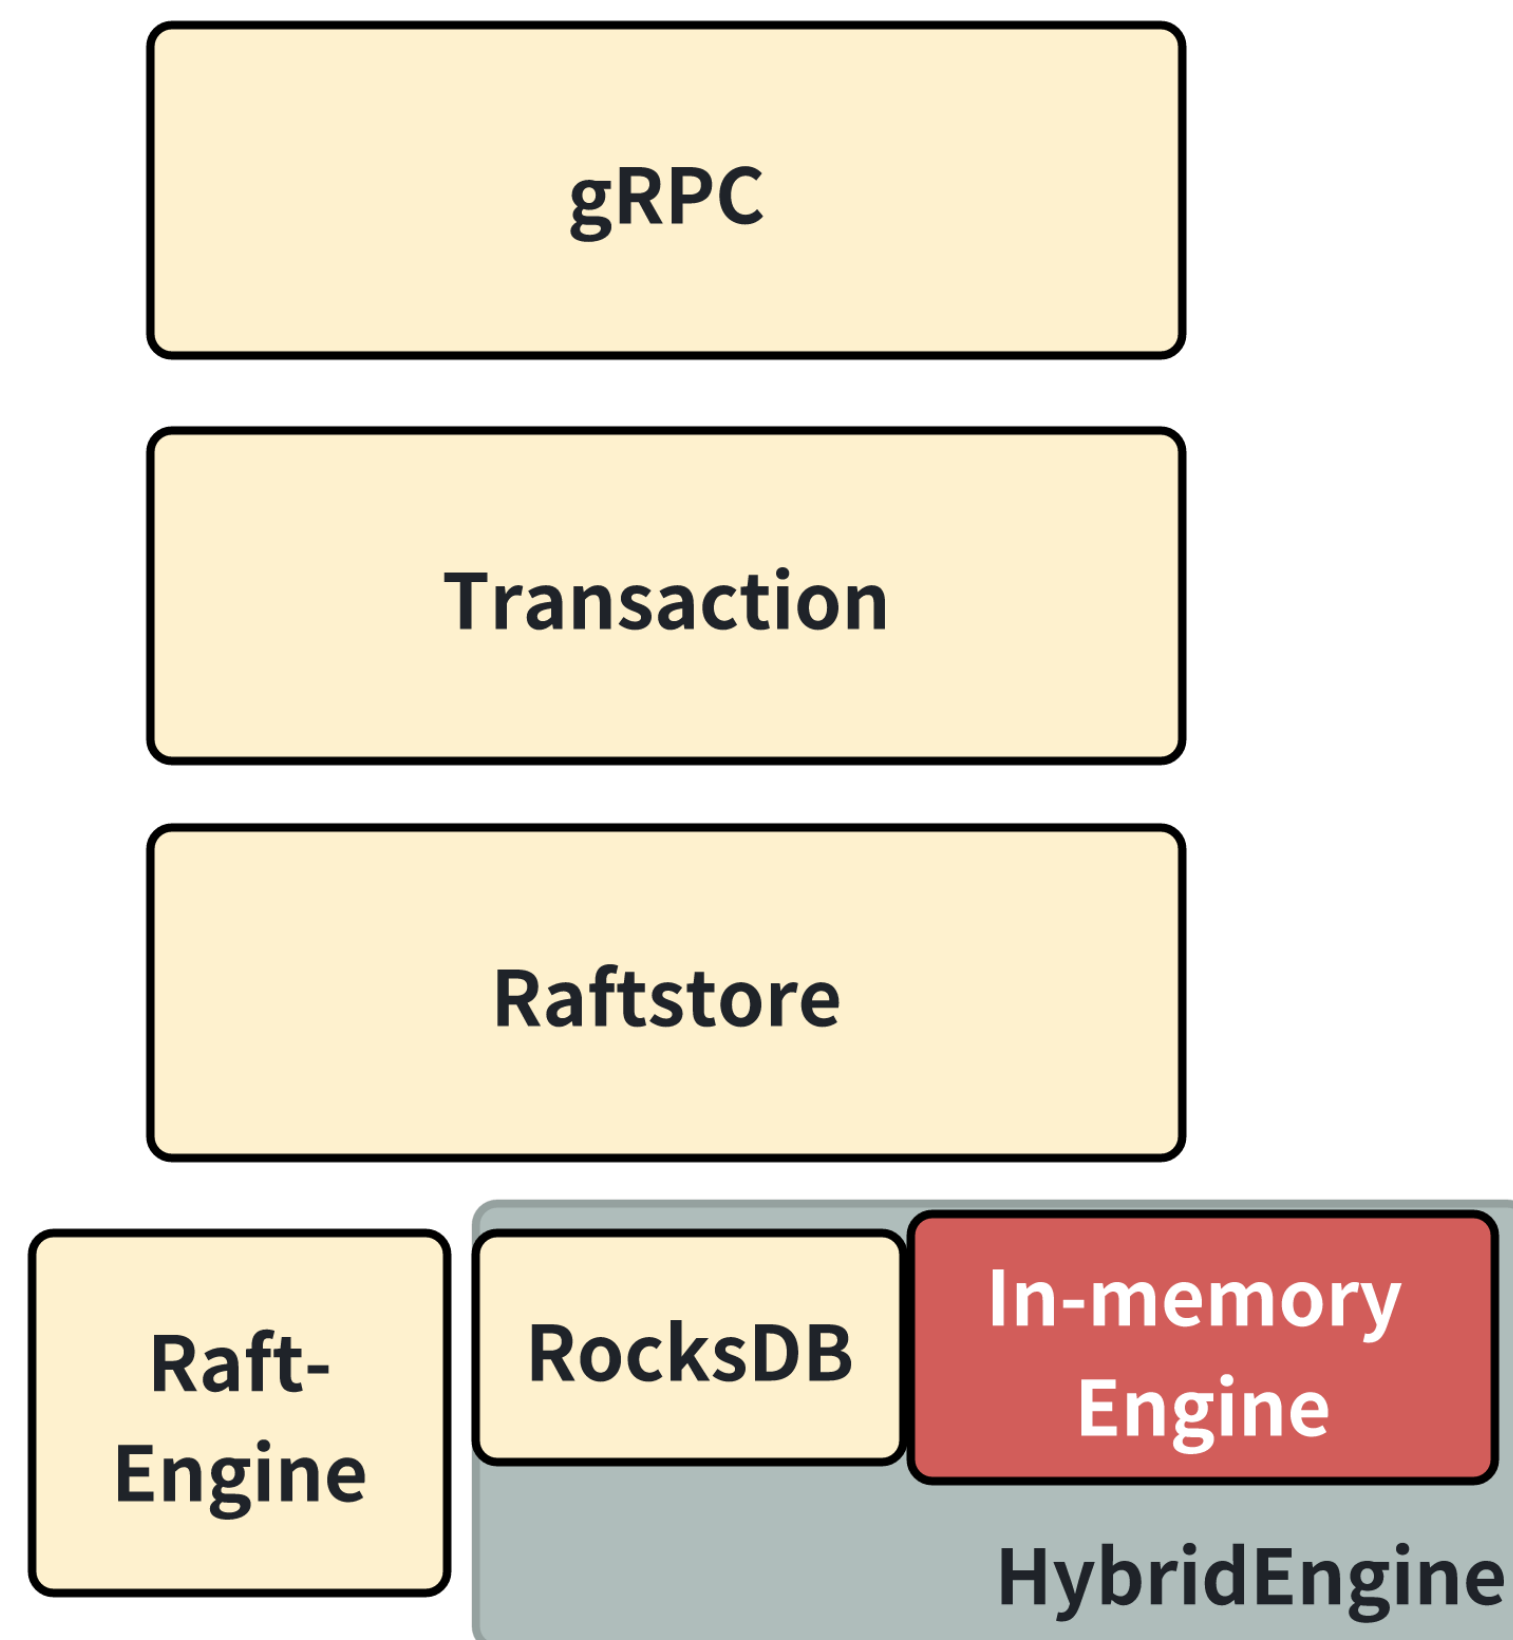 gRPC
Transaction
Raftstore
Raft-
Engine
RocksDB
In-memory
Engine
HybridEngine